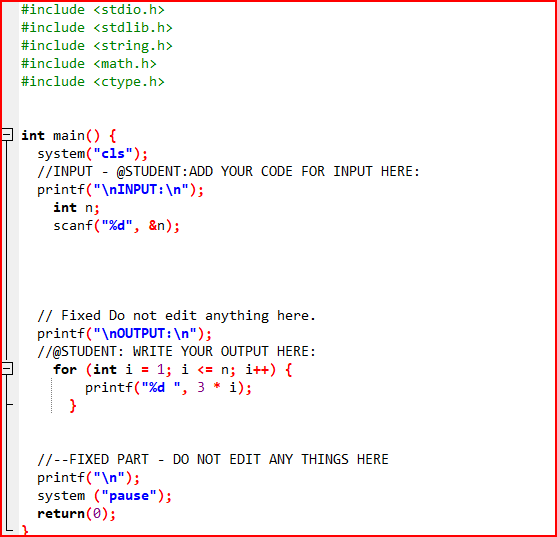 #include <stdio.h>
#include <stdlib.h>
#include <string.h>
#include <math.h>
#include <ctype.h>
int main() {
system("cls");
//INPUT - @STUDENT:ADD YOUR CODE FOR INPUT HERE:
printf("\nINPUT:\n");
int n;
scanf("%d", &n);
// Fixed Do not edit anything here.
printf("\nOUTPUT:\n");
//@STUDENT: WRITE YOUR OUTPUT HERE:
for (int i = 1; i <= n; i++) {
printf("%d ", 3 * i);
}
//--FIXED PART - DO NOT EDIT ANY THINGS HERE
printf("\n");
system ("pause");
return(0);
}